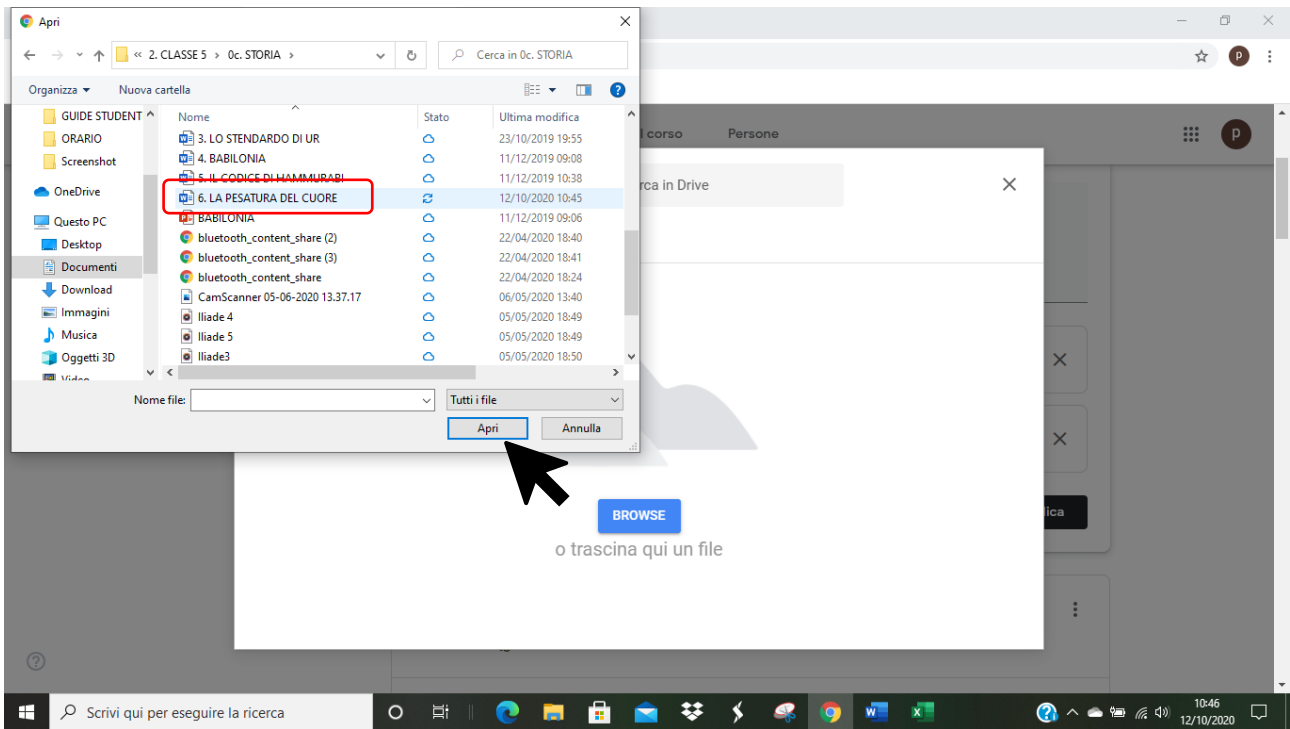 Apri
« 2. CLASSE 5 › 0c. STORIA ›
Cerca in 0c. STORIA
P
Organizza
Nuova cartella
GUIDE STUDENT
ORARIO
Screenshot
OneDrive
Questo PC
Desktop
Documenti
Download
Immagini
Musica
Oggetti 3D
Video
Nome Stato Ultima modifica
3. LO STENDARDO DI UR 23/10/2019 19:55
4. BABILONIA 11/12/2019 09:08
5. IL CODICE DI HAMMURABI 11/12/2019 10:38
6. LA PESATURA DEL CUORE 12/10/2020 10:45
BABILONIA 11/12/2019 09:06
bluetooth_content_share (2) 22/04/2020 18:40
bluetooth_content_share (3) 22/04/2020 18:41
bluetooth_content_share 22/04/2020 18:24
CamScanner 05-06-2020 13.37.17 06/05/2020 13:40
Iliade 4 05/05/2020 18:49
Iliade 5 05/05/2020 18:49
Iliade3 05/05/2020 18:50
Nome file:
Tutti i file
Apri
Annulla
l corso
Persone
P
rca in Drive
BROWSE
o trascina qui un file
lica
Scrivi qui per eseguire la ricerca
10:46
12/10/2020